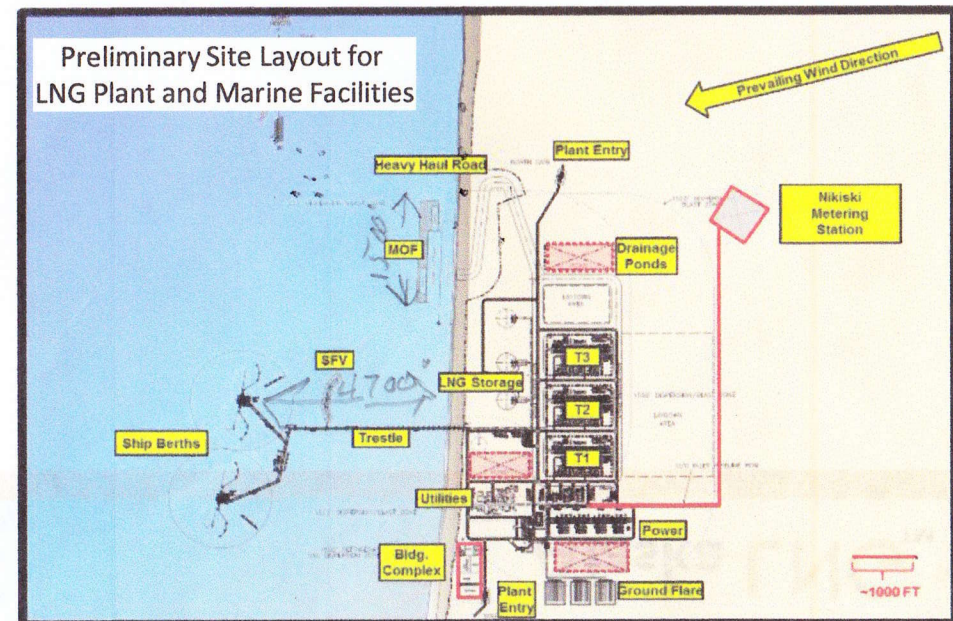 Preliminary Site Layout for
LNG Plant and Marine Facilities
Prevailing Wind Direction
Plant Entry
Heavy Haul Road
Nikiski
Metering
Station
MOF
1500'
Drainage
Ponds
SFV
4700'
LNG Storage
T3
T2
T1
Ship Berths
Trestle
Utilities
Power
Bldg.
Complex
Plant
Entry
Ground Flare
~1000 FT